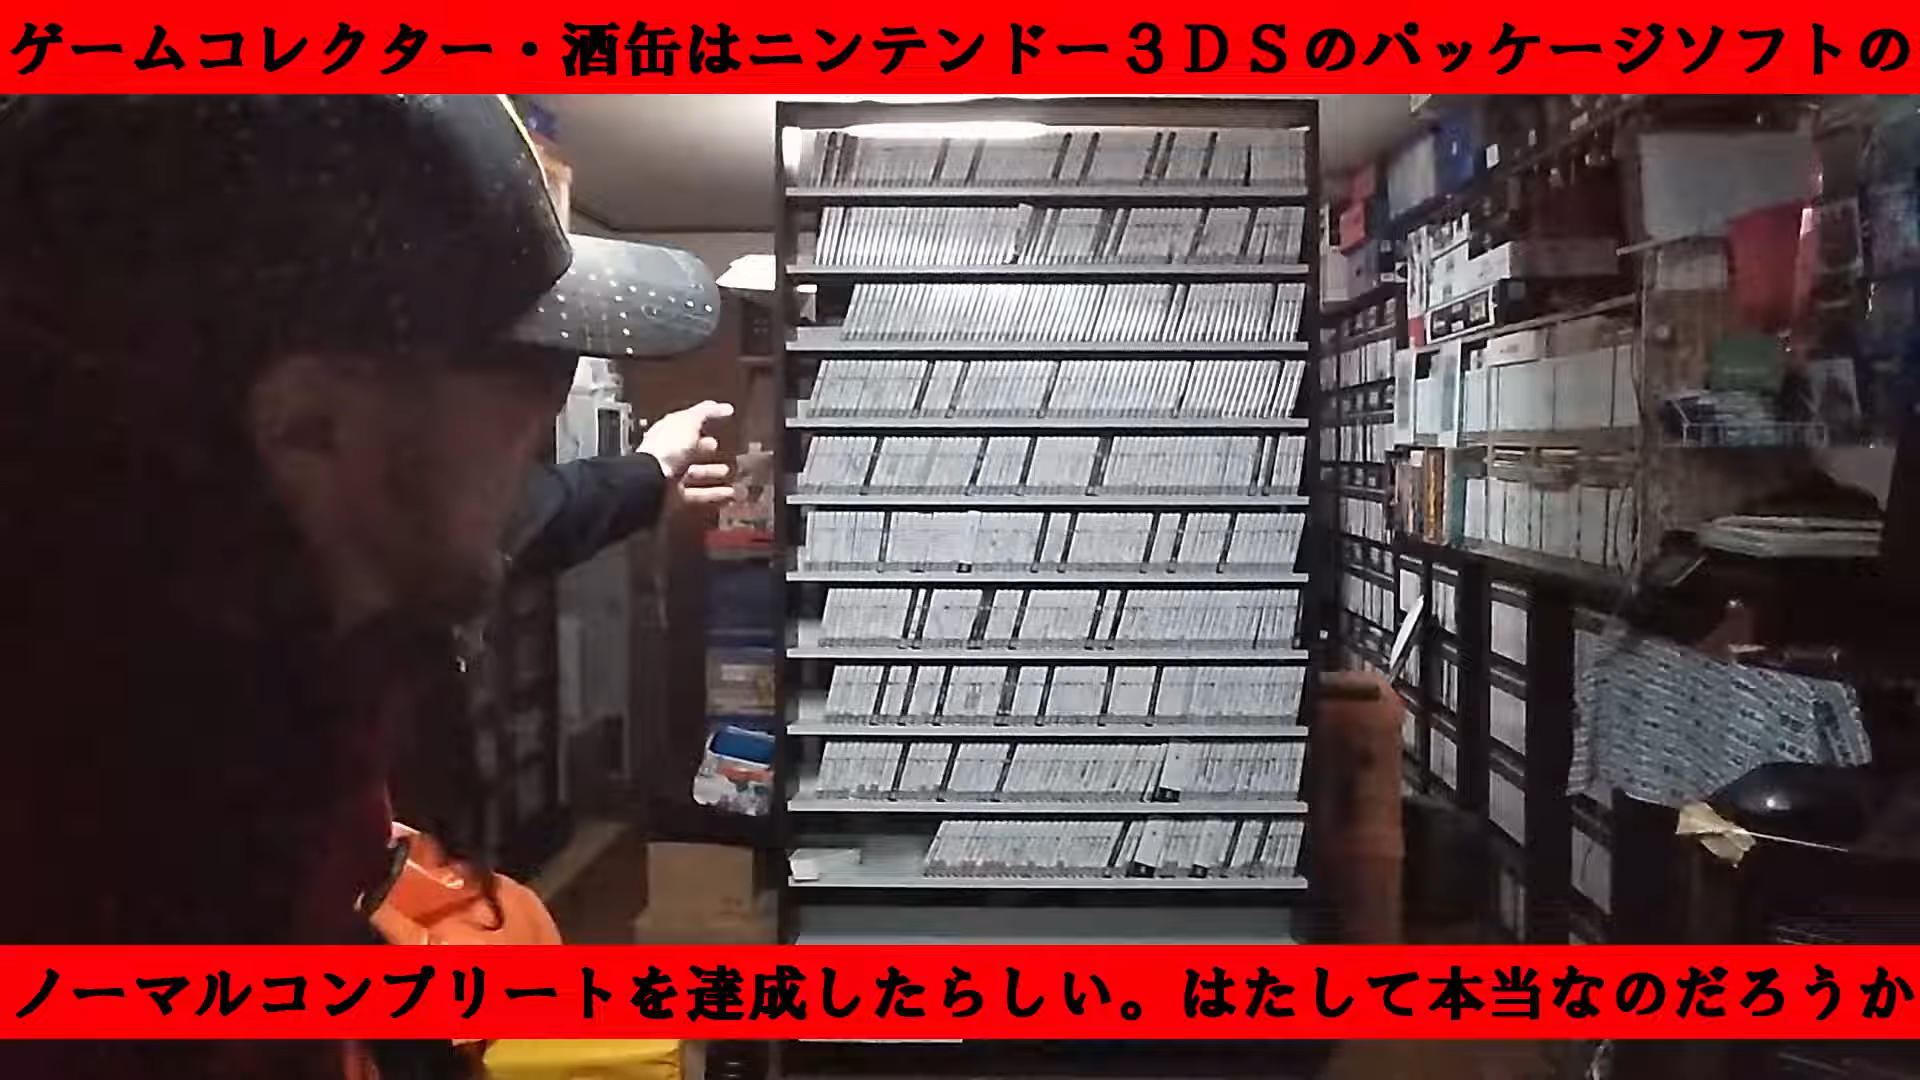 ゲームコレクター・酒缶はニンテンドー３ＤＳのパッケージソフトの
ノーマルコンプリートを達成したらしい。はたして本当なのだろうか